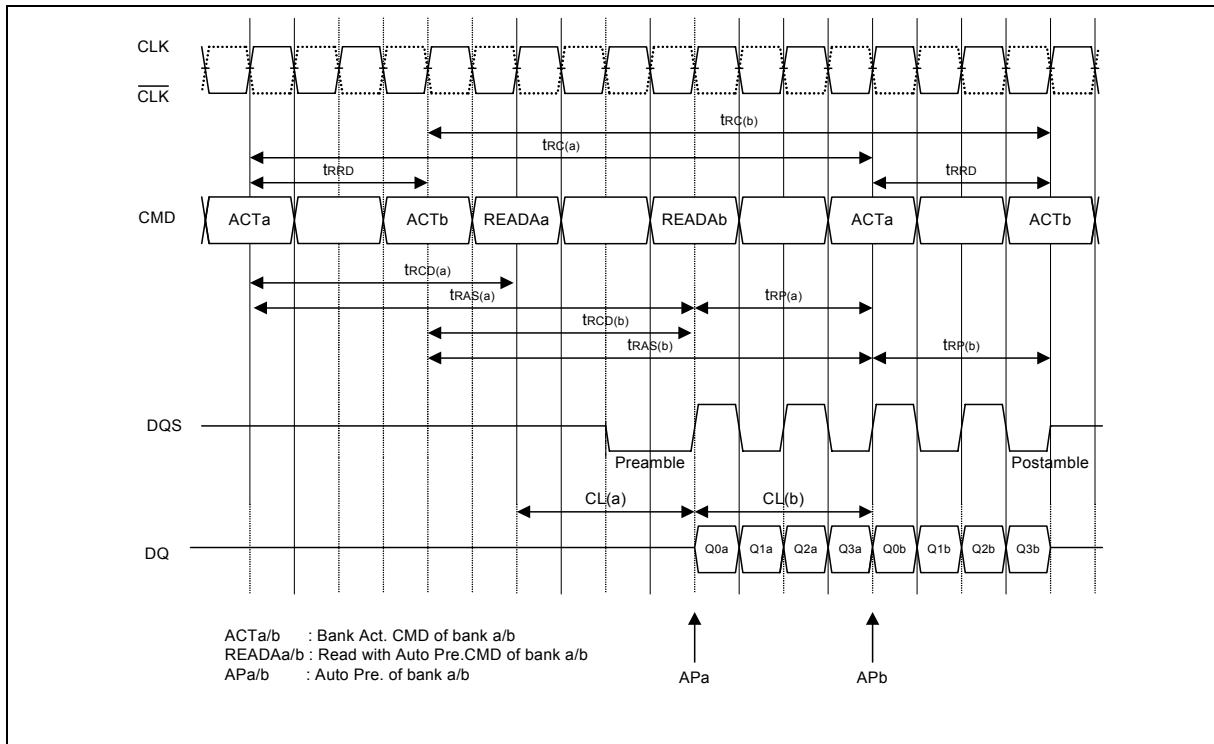 CLK
CLK
tRC(b)
tRC(a)
tRRD tRRD
CMD ACTa ACTb READAa READAb ACTa ACTb
tRCD(a)
tRAS(a) tRP(a)
tRCD(b)
tRAS(b) tRP(b)
DQS
Preamble Postamble
CL(a) CL(b)
DQ Q0a Q1a Q2a Q3a Q0b Q1b Q2b Q3b
ACTa/b : Bank Act. CMD of bank a/b
READAa/b : Read with Auto Pre.CMD of bank a/b
APa/b : Auto Pre. of bank a/b
APa APb